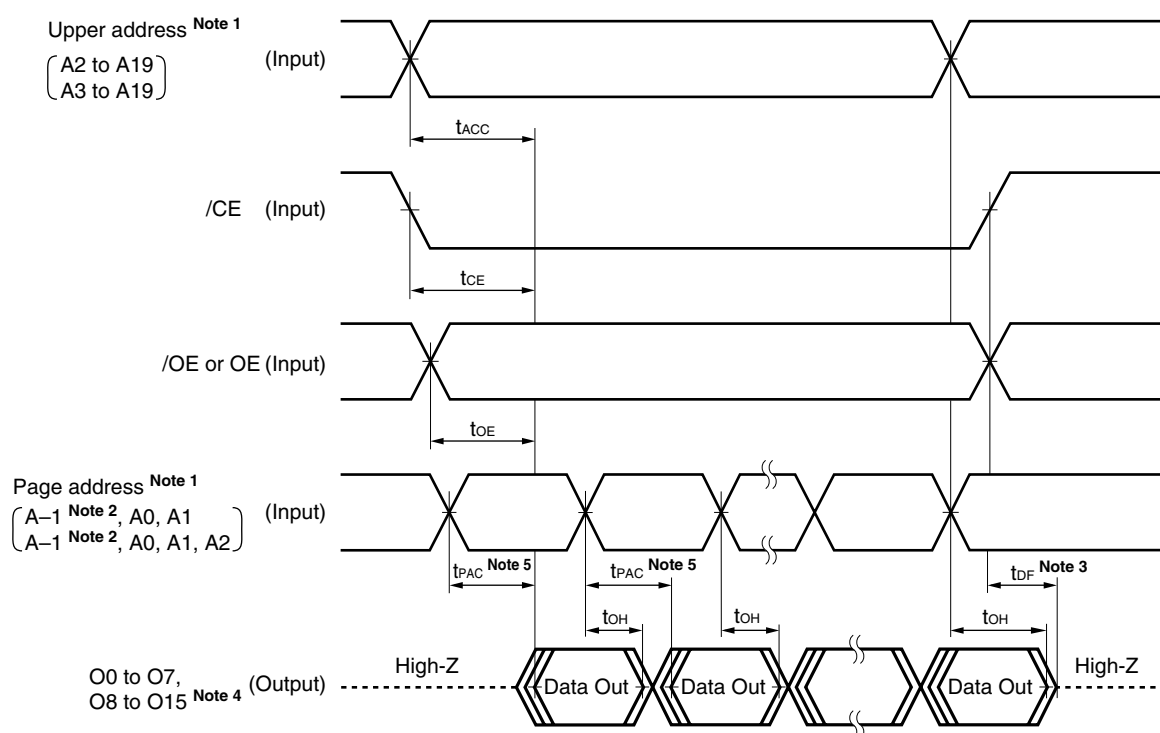 Upper address Note 1
(Input)
A2 to A19
A3 to A19
tACC
/CE (Input)
tCE
/OE or OE (Input)
tOE
Page address Note 1
(Input)
A–1 Note 2, A0, A1
A–1 Note 2, A0, A1, A2
tPAC Note 5
tPAC Note 5
tDF Note 3
tOH
tOH
tOH
High-Z
High-Z
O0 to O7,
O8 to O15 Note 4
(Output)
Data Out
Data Out
Data Out